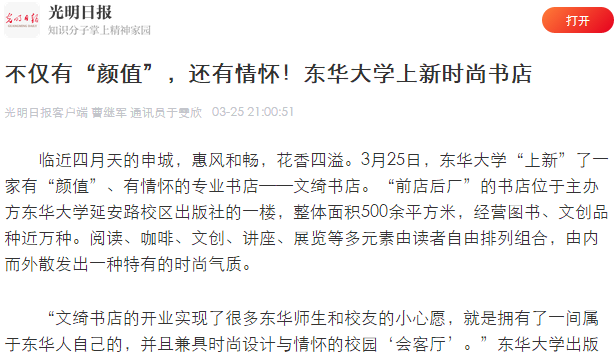 光明日报
光明日报
知识分子掌上精神家园
打开
不仅有“颜值”，还有情怀！东华大学上新时尚书店
光明日报客户端 曹继军 通讯员于雯欣 03-25 21:00:51
临近四月天的申城，惠风和畅，花香四溢。3月25日，东华大学“上新”了一
家有“颜值”、有情怀的专业书店——文绮书店。“前店后厂”的书店位于主办
方东华大学延安路校区出版社的一楼，整体面积500余平方米，经营图书、文创品
种近万种。阅读、咖啡、文创、讲座、展览等多元素由读者自由排列组合，由内
而外散发出一种特有的时尚气质。
“文绮书店的开业实现了很多东华师生和校友的小心愿，就是拥有了一间属
于东华人自己的，并且兼具时尚设计与情怀的校园‘会客厅’。”东华大学出版